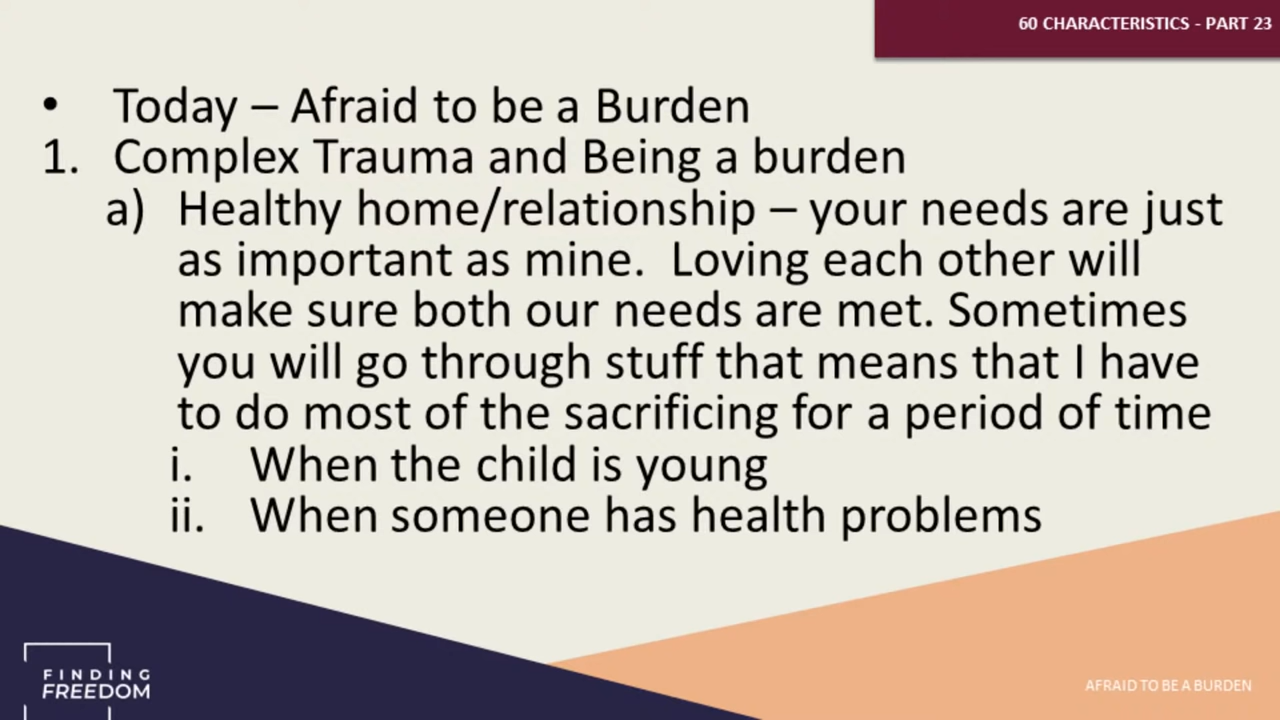 60 CHARACTERISTICS - PART 23
• Today – Afraid to be a Burden
1. Complex Trauma and Being a burden
a) Healthy home/relationship – your needs are just
as important as mine.  Loving each other will
make sure both our needs are met. Sometimes
you will go through stuff that means that I have
to do most of the sacrificing for a period of time
i. When the child is young
ii. When someone has health problems
FINDING
FREEDOM
AFRAID TO BE A BURDEN